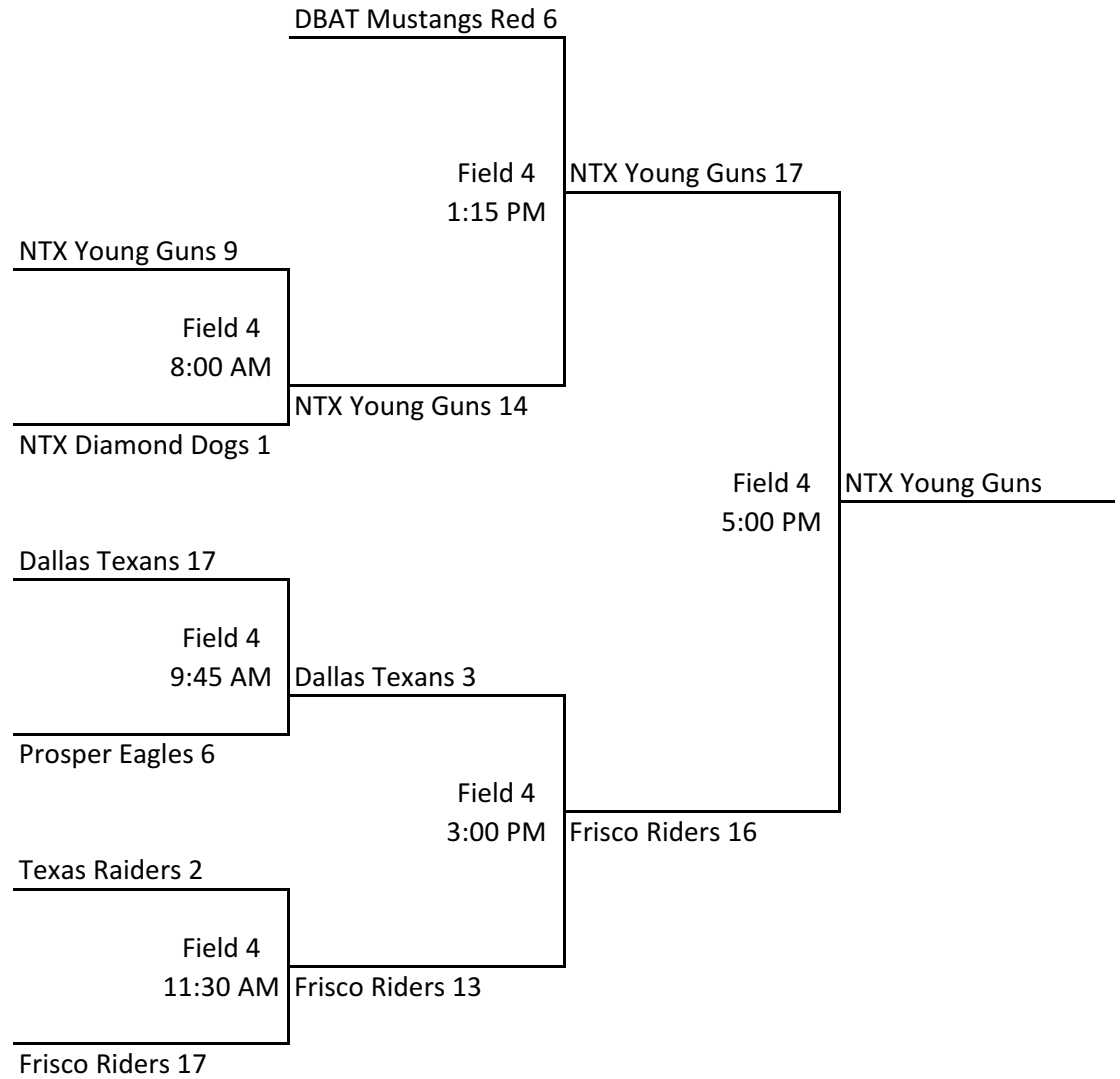 DBAT Mustangs Red 6
Field 4
1:15 PM
NTX Young Guns 17
NTX Young Guns 9
Field 4
8:00 AM
NTX Young Guns 14
NTX Diamond Dogs 1
Field 4
5:00 PM
NTX Young Guns
Dallas Texans 17
Field 4
9:45 AM
Dallas Texans 3
Prosper Eagles 6
Field 4
3:00 PM
Frisco Riders 16
Texas Raiders 2
Field 4
11:30 AM
Frisco Riders 13
Frisco Riders 17